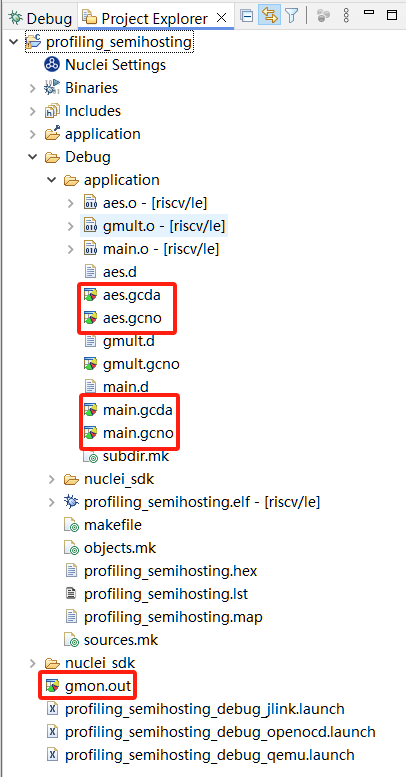 Debug Project Explorer
profiling_semihosting
Nuclei Settings
Binaries
Includes
application
Debug
application
aes.o - [riscv/le]
gmult.o - [riscv/le]
main.o - [riscv/le]
aes.d
aes.gcda
aes.gcno
gmult.d
gmult.gcno
main.d
main.gcda
main.gcno
subdir.mk
nuclei_sdk
profiling_semihosting.elf - [riscv/le]
makefile
objects.mk
profiling_semihosting.hex
profiling_semihosting.lst
profiling_semihosting.map
sources.mk
nuclei_sdk
gmon.out
profiling_semihosting_debug_jlink.launch
profiling_semihosting_debug_openocd.launch
profiling_semihosting_debug_qemu.launch